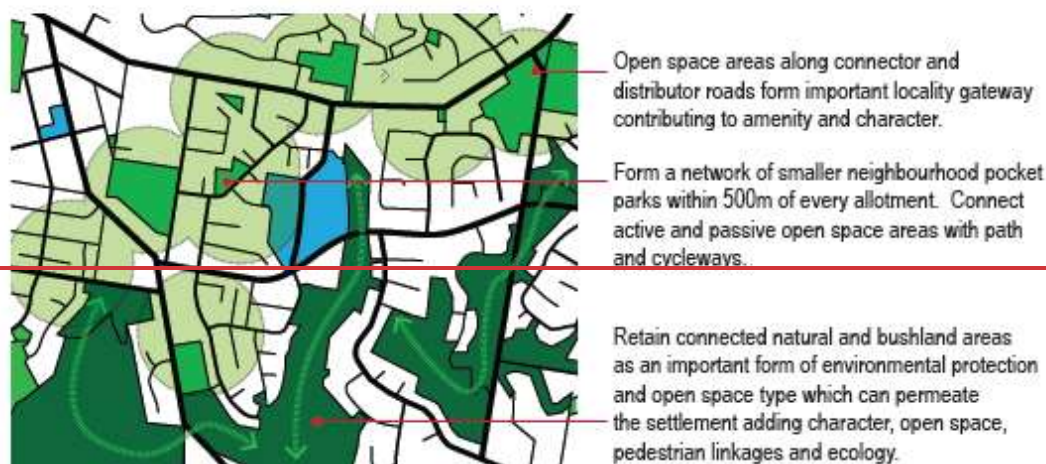 Open space areas along connector and
distributor roads form important locality gateway
contributing to amenity and character.
Form a network of smaller neighbourhood pocket
parks within 500m of every allotment. Connect
active and passive open space areas with path
and cycleways.
Retain connected natural and bushland areas
as an important form of environmental protection
and open space type which can permeate
the settlement adding character, open space,
pedestrian linkages and ecology.